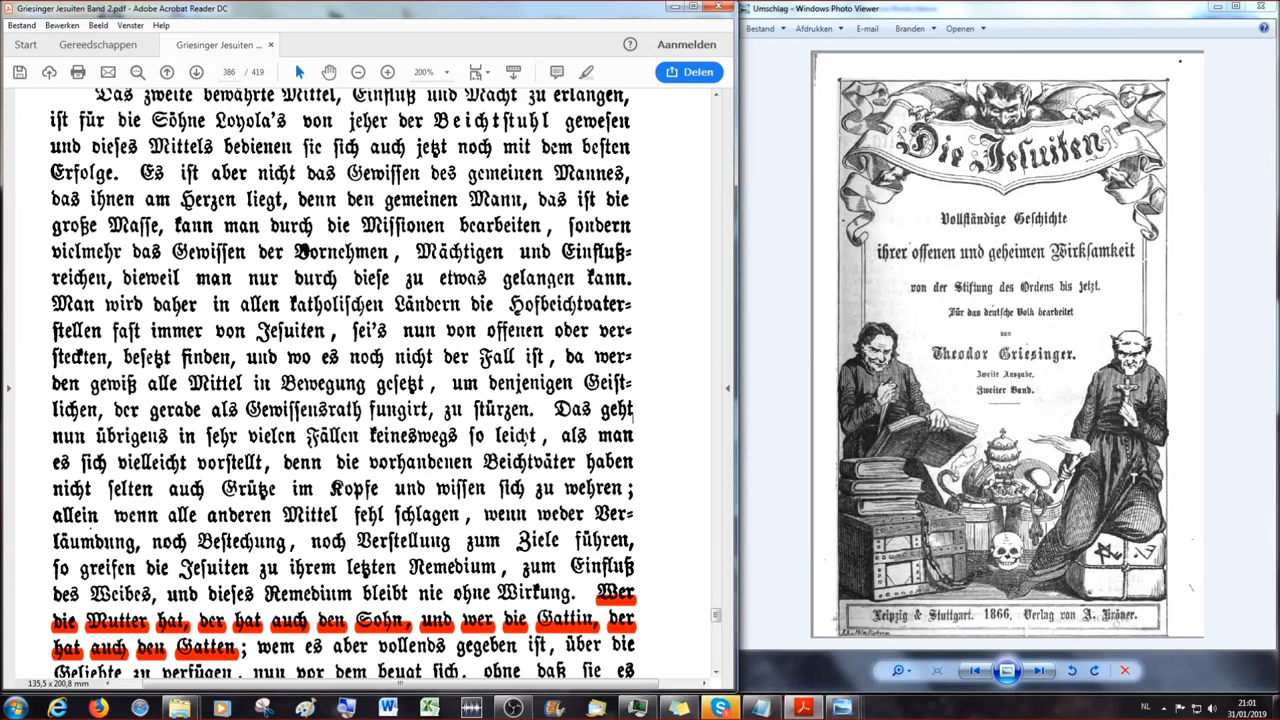 Griesinger Jesuiten Band 2.pdf - Adobe Acrobat Reader DC
Bestand Bewerken Beeld Vensters Help
Start Gereedschappen Griesinger Jesuiten ... × Aanmelden
386 / 419 200% Delen
Das zweite bewährte Mittel, Einfluß und Macht zu erlangen,
ist für die Söhne Loyola's von jeher der Beichtstuhl gewesen
und dieses Mittels bedienen sie sich auch jetzt noch mit dem besten
Erfolge. Es ist aber nicht das Gewissen des gemeinen Mannes,
das ihnen am Herzen liegt, denn den gemeinen Mann, das ist die
große Masse, kann man durch die Missionen bearbeiten, sondern
vielmehr das Gewissen der Vornehmen, Mächtigen und Einfluß-
reichen, dieweil man nur durch diese zu etwas gelangen kann.
Man wird daher in allen katholischen Ländern die Hofbeichtvater-
stellen fast immer von Jesuiten, sei's nun von offenen oder ver-
steckten, besetzt finden, und wo es noch nicht der Fall ist, da wer-
den gewiß alle Mittel in Bewegung gesetzt, um denjenigen Geist-
lichen, der gerade als Gewissensrath fungirt, zu stürzen. Das geht
nun übrigens in sehr vielen Fällen keineswegs so leicht, als man
es sich vielleicht vorstellt, denn die vorhandenen Beichtväter haben
nicht selten auch Grütze im Kopfe und wissen sich zu wehren;
allein wenn alle anderen Mittel fehl schlagen, wenn weder Ver-
läumdung, noch Bestechung, noch Verstellung zum Ziele führen,
so greifen die Jesuiten zu ihrem letzten Remedium, zum Einfluß
des Weibes, und dieses Remedium bleibt nie ohne Wirkung. Wer
die Mutter hat, der hat auch den Sohn, und wer die Gattin, der
hat auch den Gatten; wem es aber vollends gegeben ist, über die
Geliebte zu verfügen, nun vor dem beugt sich, ohne daß sie es
135,5 x 200,8 mm
Umschlag - Windows Photo Viewer
Bestand Afdrukken E-mail Branden Openen
Die Jesuiten
Vollständige Geschichte
ihrer offenen und geheimen Wirksamkeit
von der Stiftung des Ordens bis jetzt.
Für das deutsche Volk bearbeitet
von
Theodor Griesinger.
Zweite Ausgabe.
Zweiter Band.
Leipzig & Stuttgart. 1866. Verlag von A. Kröner.
NL 21:01
31/01/2019